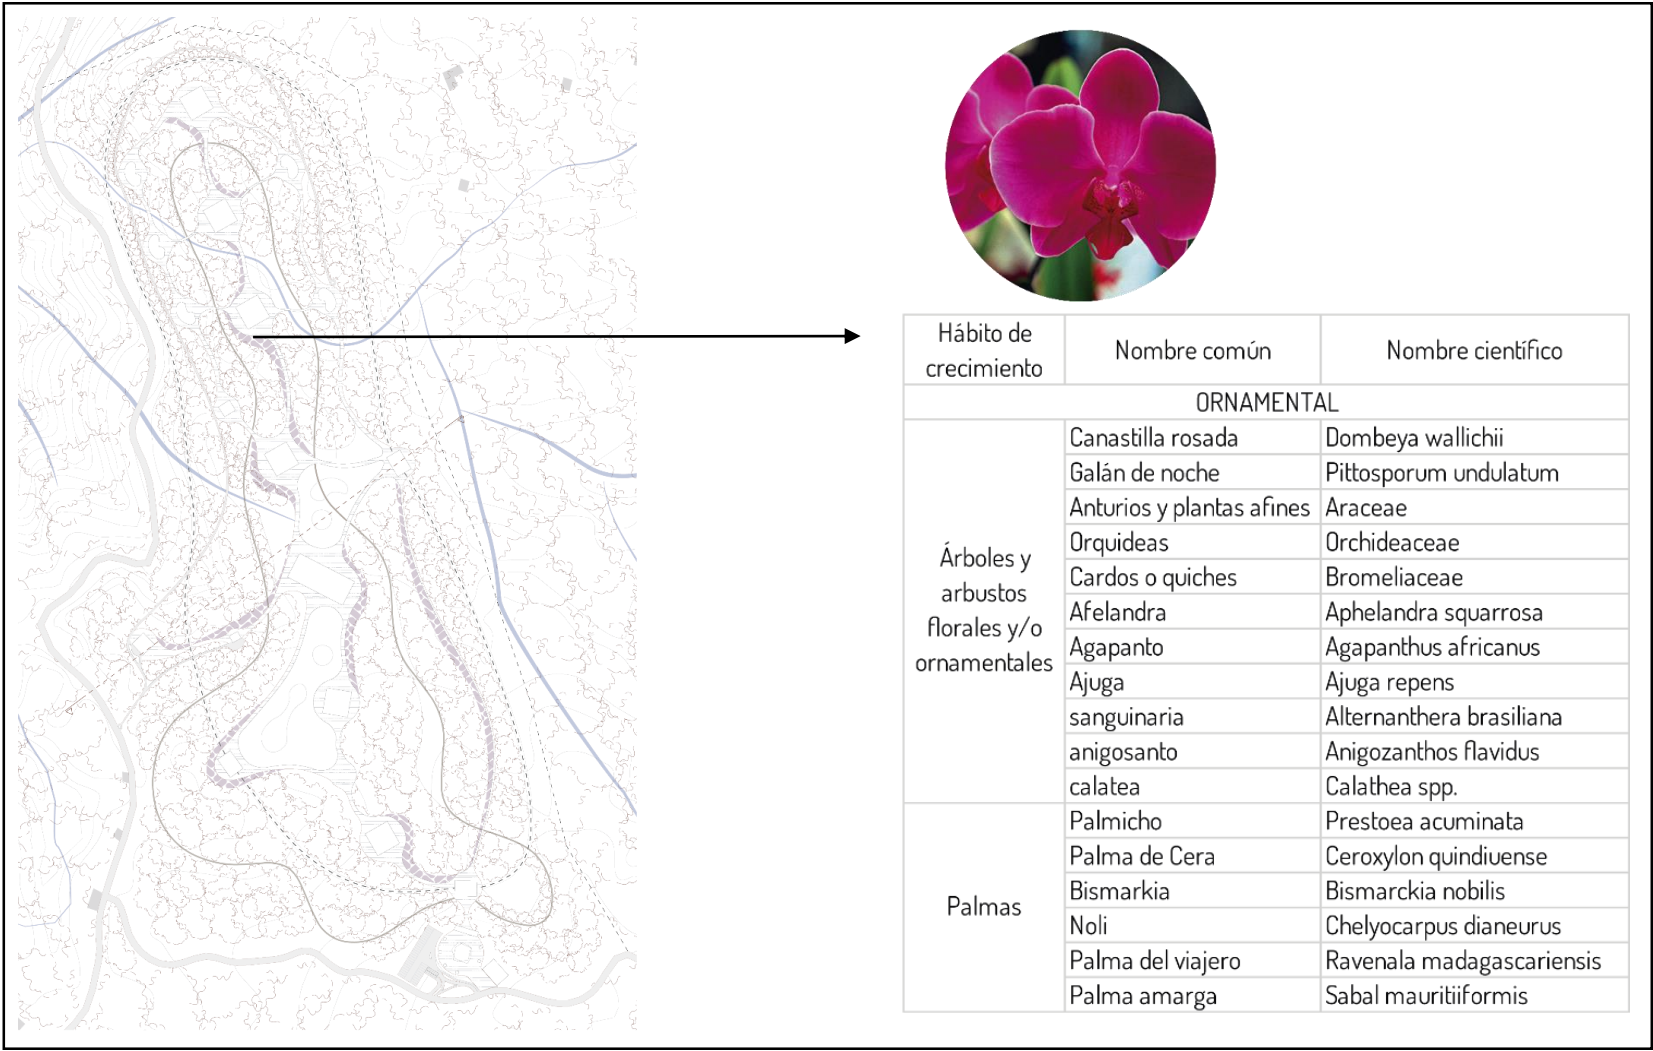 Hábito de
crecimiento
Nombre común
Nombre científico
ORNAMENTAL
Árboles y
arbustos
florales y/o
ornamentales
Canastilla rosada Dombeya wallichii
Galán de noche Pittosporum undulatum
Anturios y plantas afines Araceae
Orquideas Orchideaceae
Cardos o quiches Bromeliaceae
Afelandra Aphelandra squarrosa
Agapanto Agapanthus africanus
Ajuga Ajuga repens
sanguinaria Alternanthera brasiliana
anigosanto Anigozanthos flavidus
calatea Calathea spp.
Palmas
Palmicho Prestoea acuminata
Palma de Cera Ceroxylon quindiuense
Bismarkia Bismarckia nobilis
Noli Chelyocarpus dianeurus
Palma del viajero Ravenala madagascariensis
Palma amarga Sabal mauritiiformis